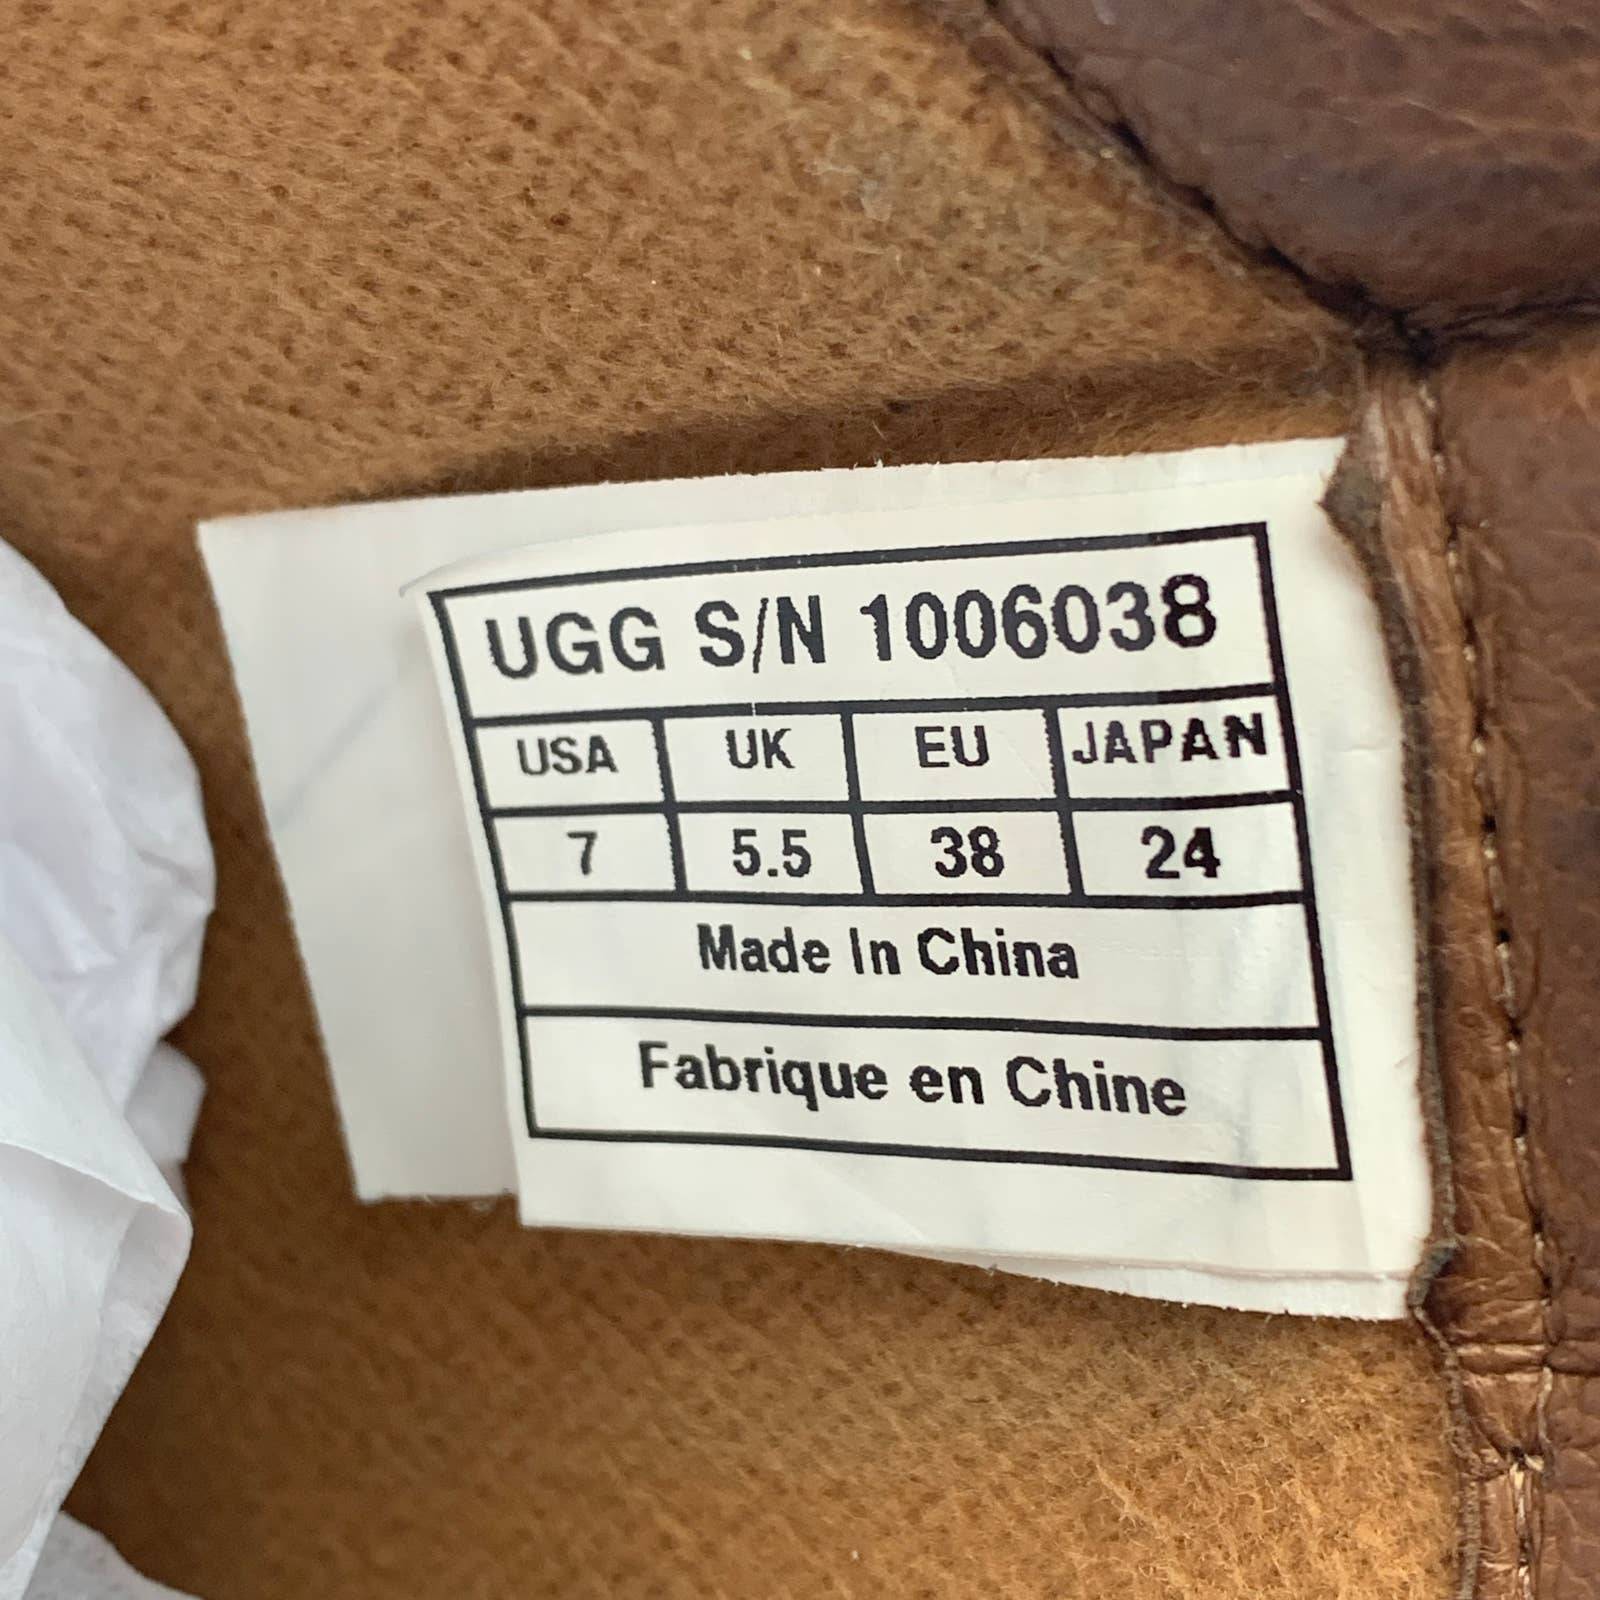 UGG S/N 1006038
USA UK EU JAPAN
7 5.5 38 24
Made In China
Fabrique en Chine